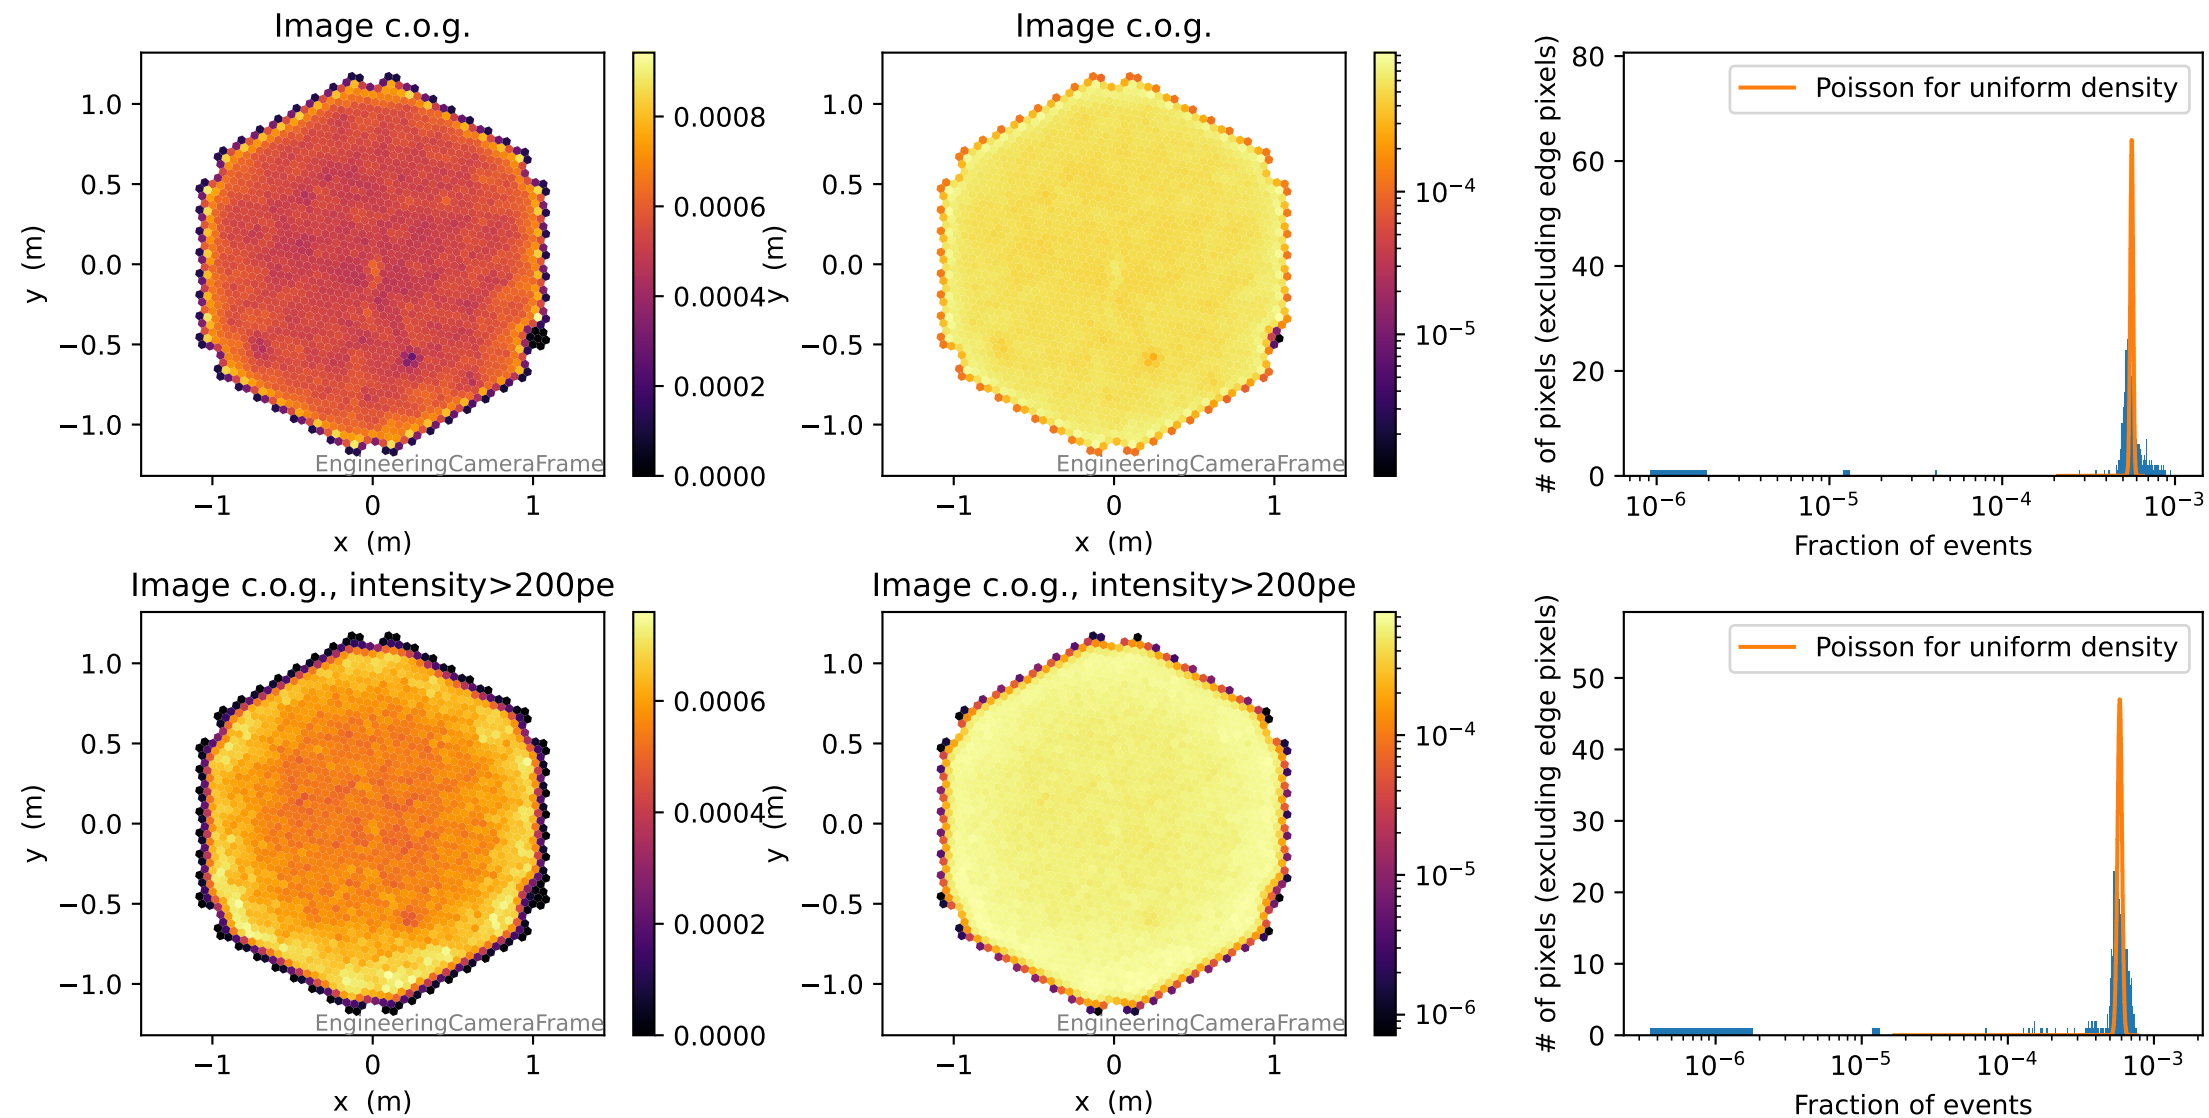 Image c.o.g.
y (m)
1.0
0.5
0.0
−0.5
−1.0
EngineeringCameraFrame
−1 0 1
x (m)
0.0008
0.0006
0.0004
0.0002
0.0000
Image c.o.g.
y (m)
1.0
0.5
0.0
−0.5
−1.0
EngineeringCameraFrame
−1 0 1
x (m)
10⁻⁴
10⁻⁵
# of pixels (excluding edge pixels)
80
60
40
20
0
Poisson for uniform density
10⁻⁶ 10⁻⁵ 10⁻⁴ 10⁻³
Fraction of events
Image c.o.g., intensity>200pe
y (m)
1.0
0.5
0.0
−0.5
−1.0
EngineeringCameraFrame
−1 0 1
x (m)
0.0006
0.0004
0.0002
0.0000
Image c.o.g., intensity>200pe
y (m)
1.0
0.5
0.0
−0.5
−1.0
EngineeringCameraFrame
−1 0 1
x (m)
10⁻⁴
10⁻⁵
10⁻⁶
# of pixels (excluding edge pixels)
50
40
30
20
10
0
Poisson for uniform density
10⁻⁶ 10⁻⁵ 10⁻⁴ 10⁻³
Fraction of events